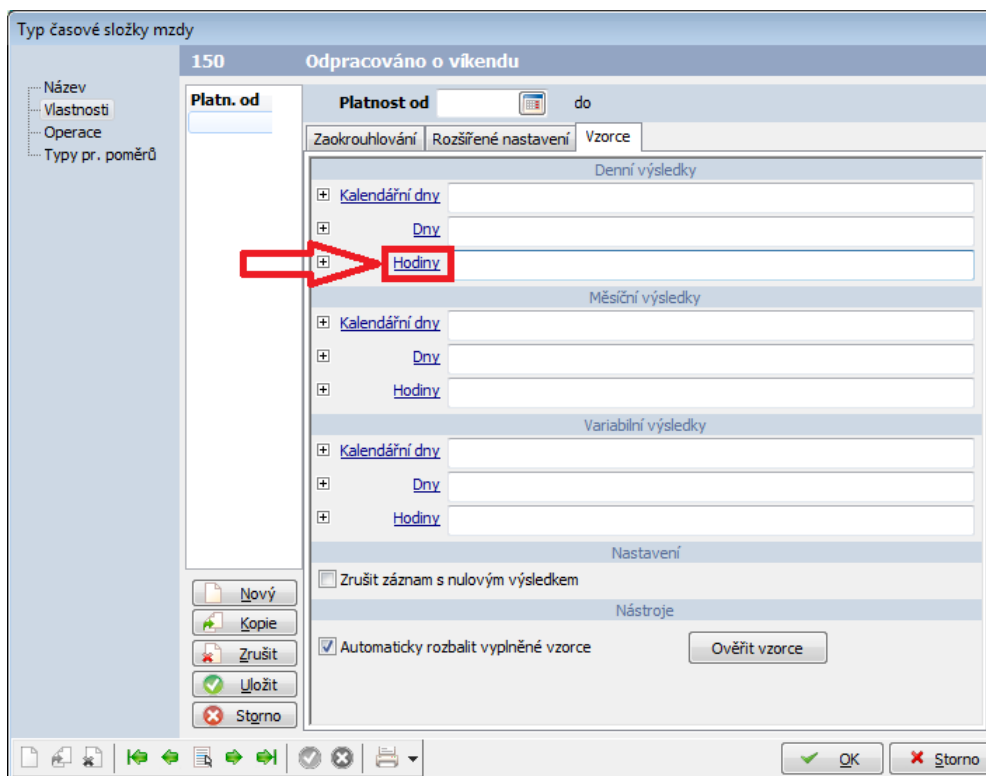 Typ časové složky mzdy
150 Odpracováno o víkendu
Název
Vlastnosti
Operace
Typy pr. poměrů
Platn. od
Platnost od do
Zaokrouhlování Rozšířené nastavení Vzorce
Denní výsledky
Kalendářní dny
Dny
Hodiny
Měsíční výsledky
Kalendářní dny
Dny
Hodiny
Variabilní výsledky
Kalendářní dny
Dny
Hodiny
Nastavení
Zrušit záznam s nulovým výsledkem
Nástroje
Automaticky rozbalit vyplněné vzorce Ověřit vzorce
Nový
Kopie
Zrušit
Uložit
Storno
OK Storno